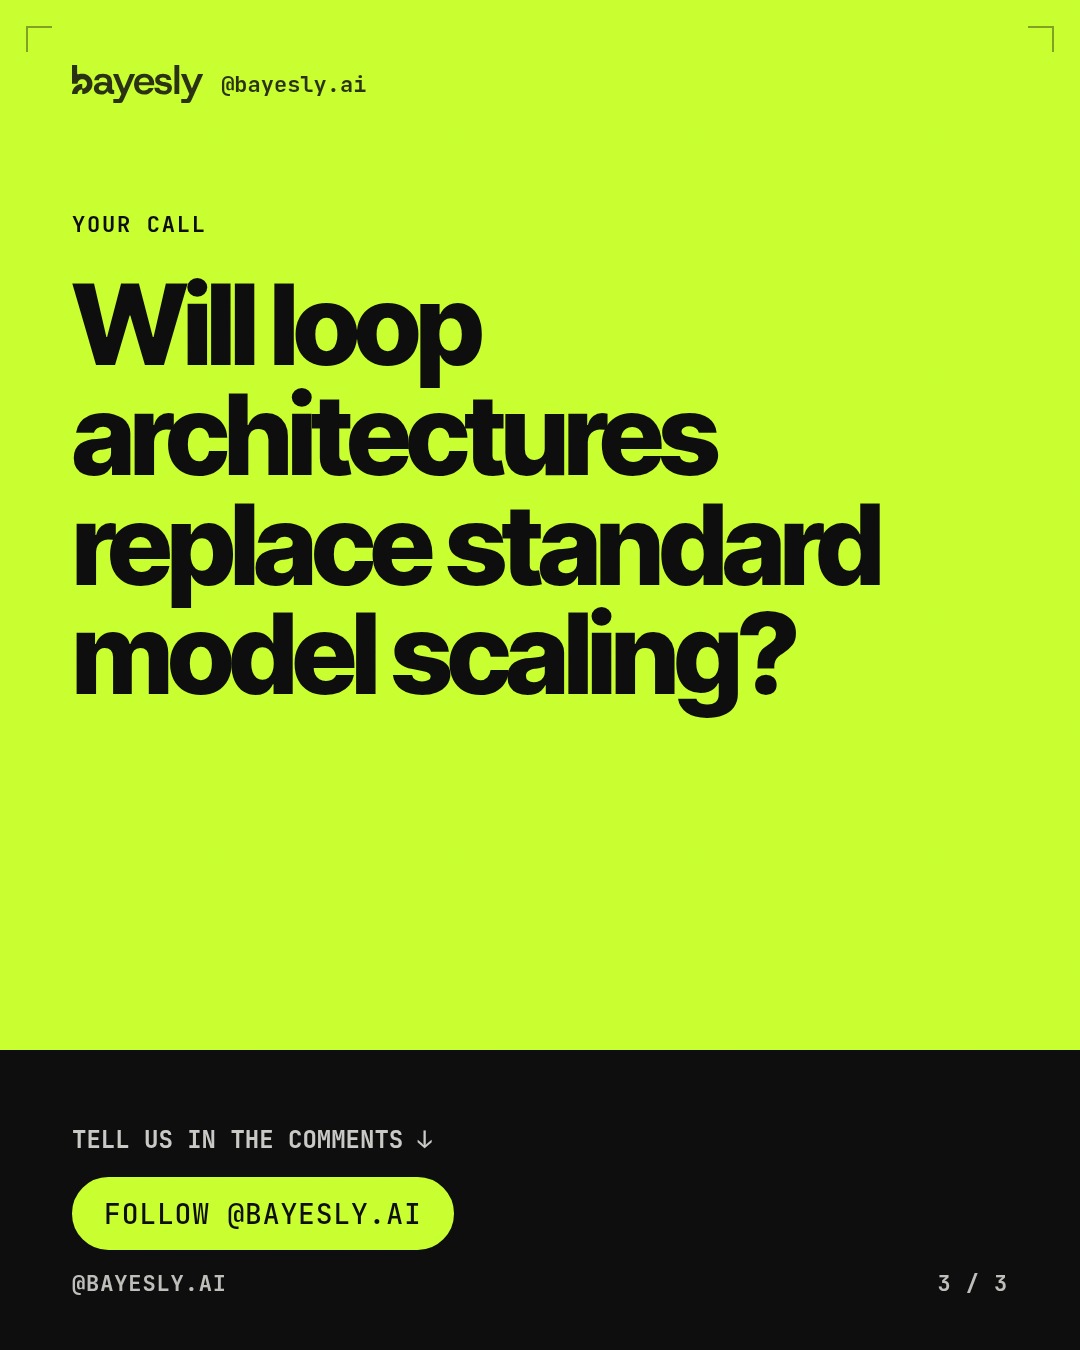 bayesly @bayesly.ai
YOUR CALL
Will loop
architectures
replace standard
model scaling?
TELL US IN THE COMMENTS ↓
FOLLOW @BAYESLY.AI
@BAYESLY.AI
3 / 3